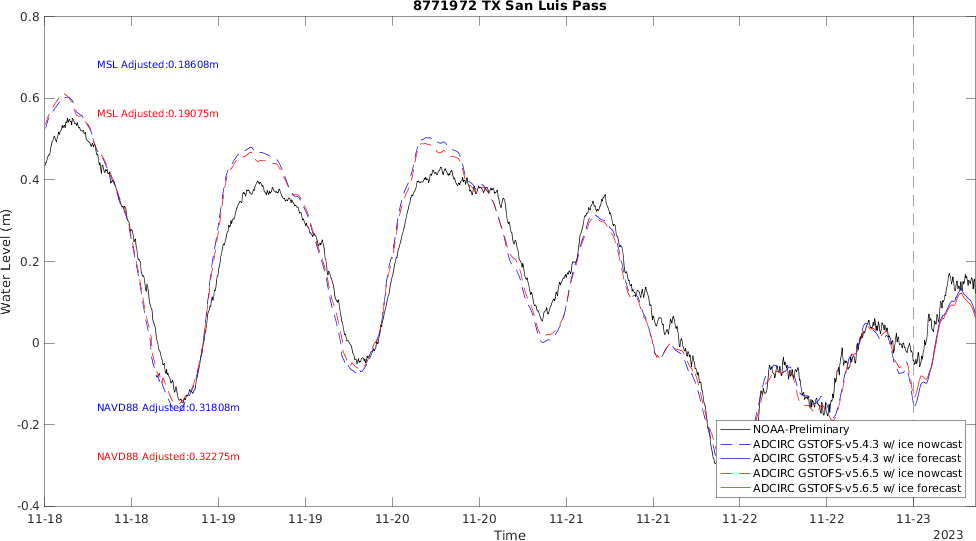 8771972 TX San Luis Pass
0.8
0.6
0.4
0.2
0
-0.2
-0.4
Water Level (m)
MSL Adjusted:0.18608m
MSL Adjusted:0.19075m
NAVD88 Adjusted:0.31808m
NAVD88 Adjusted:0.32275m
NOAA-Preliminary
ADCIRC GSTOFS-v5.4.3 w/ ice nowcast
ADCIRC GSTOFS-v5.4.3 w/ ice forecast
ADCIRC GSTOFS-v5.6.5 w/ ice nowcast
ADCIRC GSTOFS-v5.6.5 w/ ice forecast
11-18 11-18 11-19 11-19 11-20 11-20 11-21 11-21 11-22 11-22 11-23
Time
2023